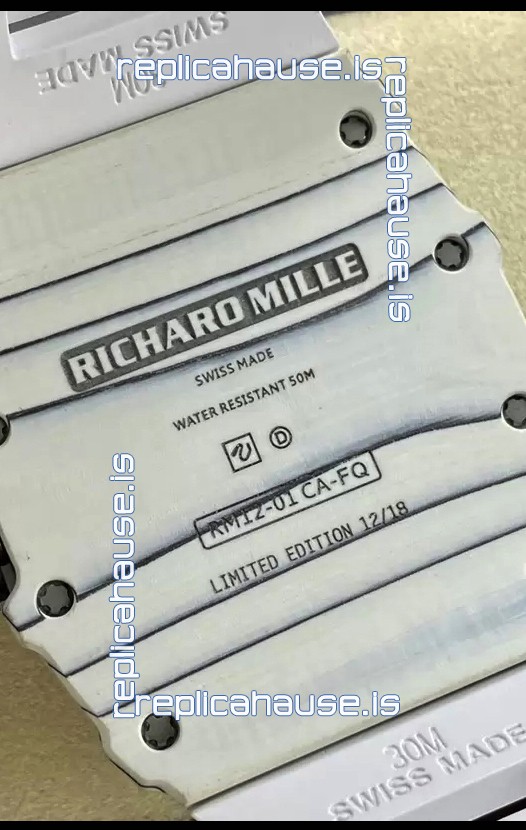 SWISS MADE
30M
replicahause.is
replicahause.is
RICHARD MILLE
SWISS MADE
WATER RESISTANT 50M
D
RM12-01 CA-FQ
LIMITED EDITION 12/18
replicahause.is
replicahause.is
30M
SWISS MADE